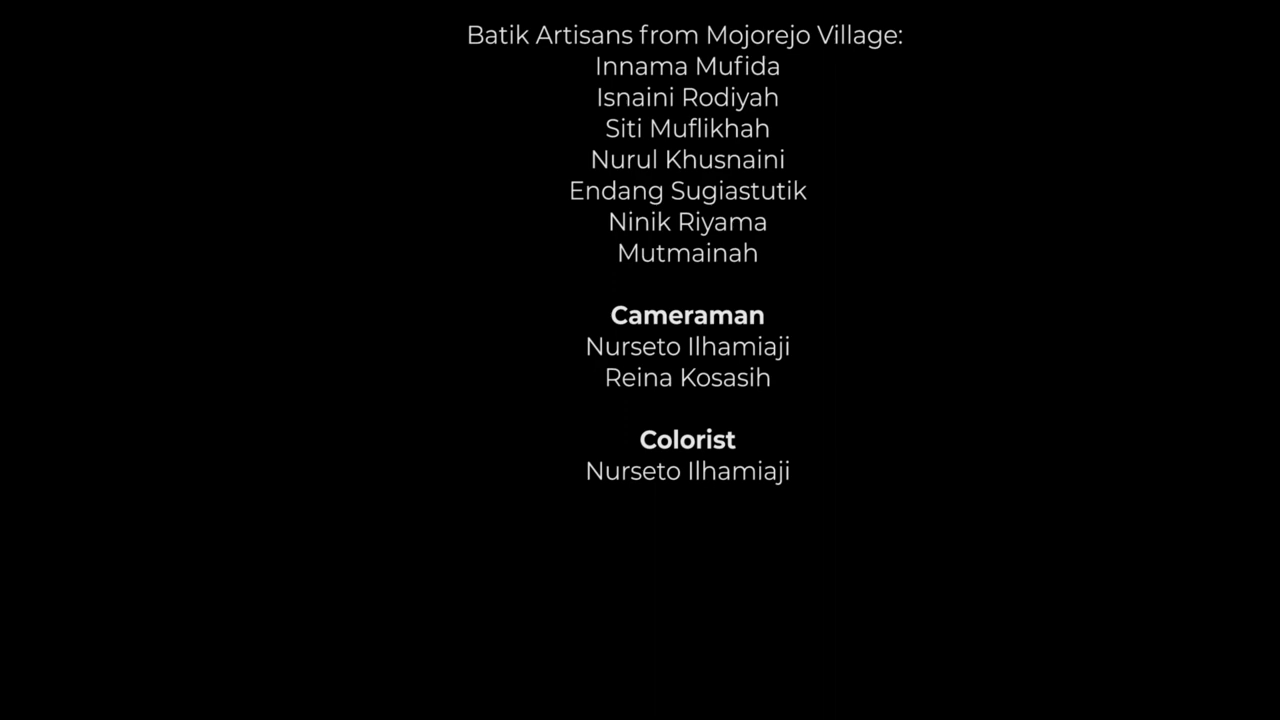 Batik Artisans from Mojorejo Village:
Innama Mufida
Isnaini Rodiyah
Siti Muflikhah
Nurul Khusnaini
Endang Sugiastutik
Ninik Riyama
Mutmainah
Cameraman
Nurseto Ilhamiaji
Reina Kosasih
Colorist
Nurseto Ilhamiaji